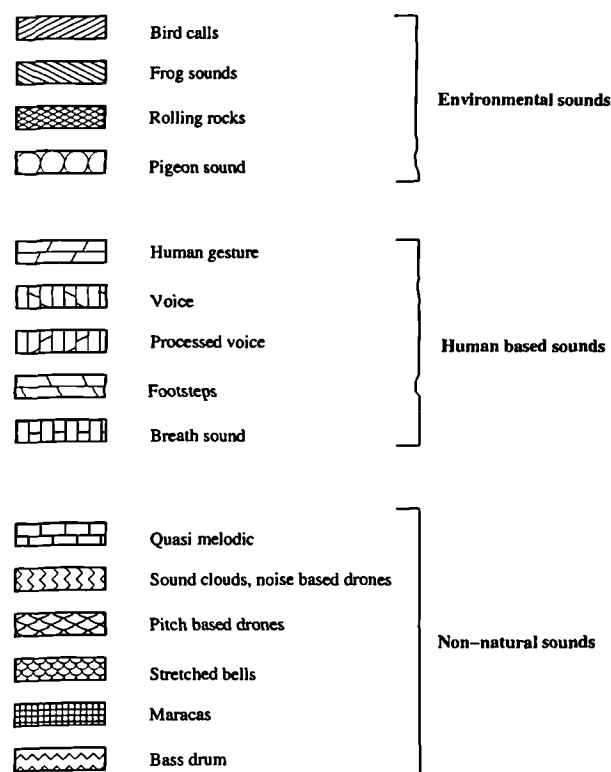 Bird calls
Frog sounds
Rolling rocks
Pigeon sound
Environmental sounds
Human gesture
Voice
Processed voice
Footsteps
Breath sound
Human based sounds
Quasi melodic
Sound clouds, noise based drones
Pitch based drones
Stretched bells
Maracas
Bass drum
Non-natural sounds